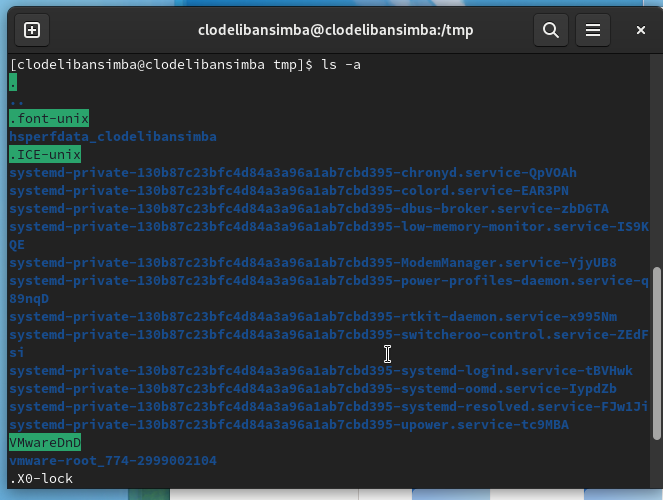 clodelibansimba@clodelibansimba:/tmp
[clodelibansimba@clodelibansimba tmp]$ ls -a
.
..
.font-unix
hsperfdata_clodelibansimba
.ICE-unix
systemd-private-130b87c23bfc4d84a3a96a1ab7cbd395-chronyd.service-QpVOAh
systemd-private-130b87c23bfc4d84a3a96a1ab7cbd395-colord.service-EAR3PN
systemd-private-130b87c23bfc4d84a3a96a1ab7cbd395-dbus-broker.service-zbD6TA
systemd-private-130b87c23bfc4d84a3a96a1ab7cbd395-low-memory-monitor.service-IS9K
QE
systemd-private-130b87c23bfc4d84a3a96a1ab7cbd395-ModemManager.service-YjyUB8
systemd-private-130b87c23bfc4d84a3a96a1ab7cbd395-power-profiles-daemon.service-q
89nqD
systemd-private-130b87c23bfc4d84a3a96a1ab7cbd395-rtkit-daemon.service-x995Nm
systemd-private-130b87c23bfc4d84a3a96a1ab7cbd395-switcheroo-control.service-ZEdF
si
systemd-private-130b87c23bfc4d84a3a96a1ab7cbd395-systemd-logind.service-tBVHwk
systemd-private-130b87c23bfc4d84a3a96a1ab7cbd395-systemd-oomd.service-IypdZb
systemd-private-130b87c23bfc4d84a3a96a1ab7cbd395-systemd-resolved.service-FJw1Ji
systemd-private-130b87c23bfc4d84a3a96a1ab7cbd395-upower.service-tc9MBA
VMwareDnD
vmware-root_774-2999002104
.X0-lock